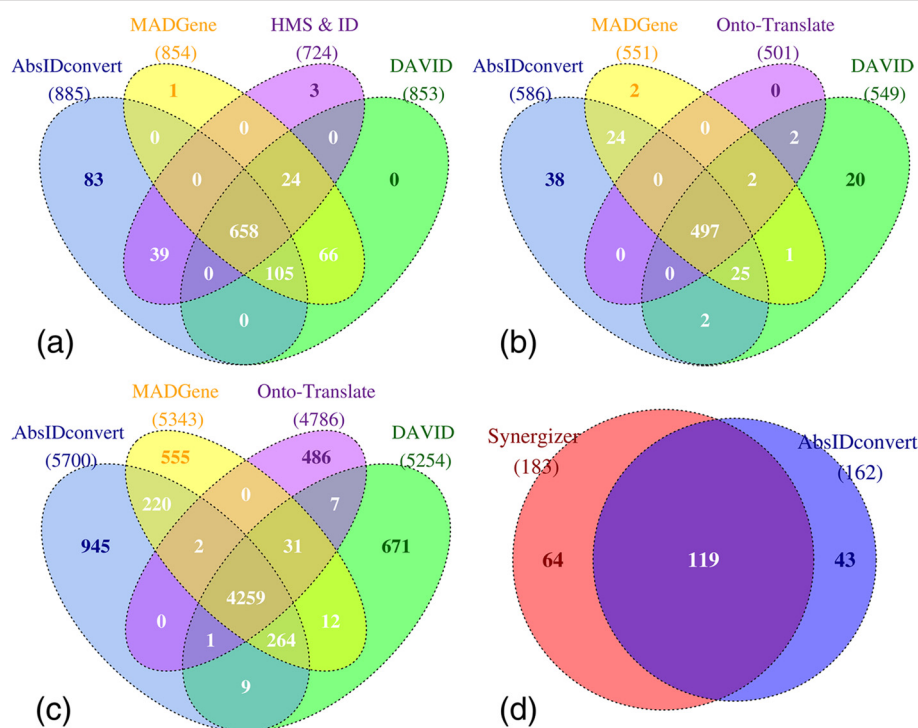 MADGene HMS & ID
(854) (724)
AbsIDconvert DAVID
(885) (853)
1 3
0 0 0
83 0 24 0
658
39 66
0 105
0
(a)
MADGene Onto-Translate
(551) (501)
AbsIDconvert DAVID
(586) (549)
2 0
24 0 2
38 0 2 20
497
0 1
0 25
2
(b)
MADGene Onto-Translate
(5343) (4786)
AbsIDconvert DAVID
(5700) (5254)
555 486
220 0 7
945 2 31 671
4259
0 12
1 264
9
(c)
Synergizer AbsIDconvert
(183) (162)
64 119 43
(d)